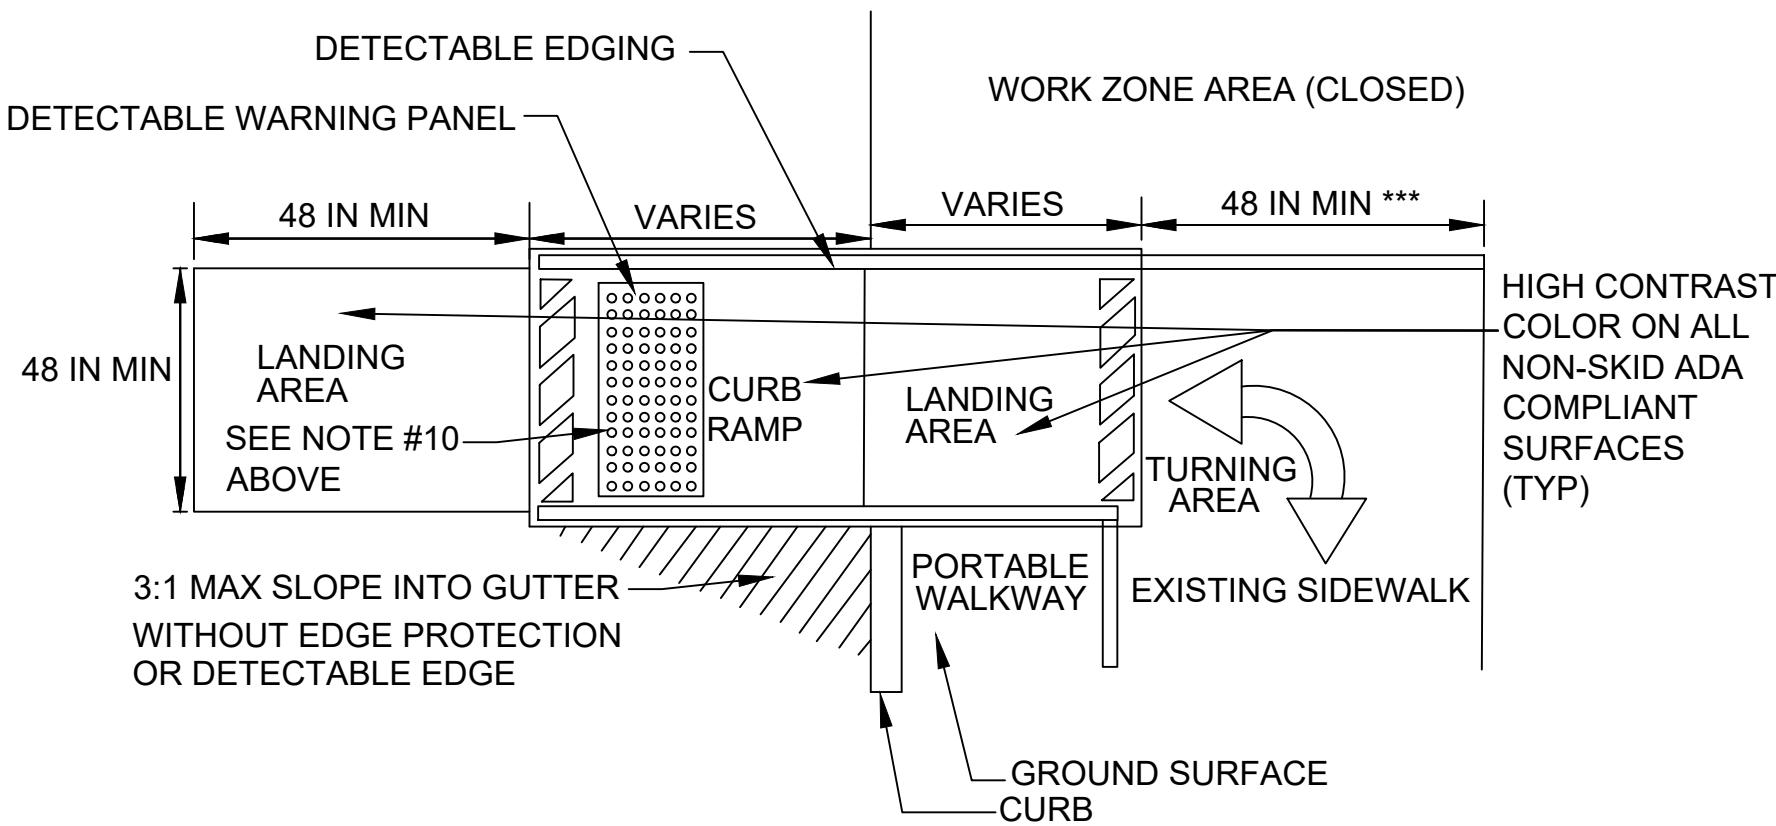 DETECTABLE EDGING
WORK ZONE AREA (CLOSED)
DETECTABLE WARNING PANEL
48 IN MIN
VARIES
VARIES
48 IN MIN ***
48 IN MIN
LANDING
AREA
SEE NOTE #10
ABOVE
CURB
RAMP
LANDING
AREA
TURNING
AREA
HIGH CONTRAST
COLOR ON ALL
NON-SKID ADA
COMPLIANT
SURFACES
(TYP)
3:1 MAX SLOPE INTO GUTTER
WITHOUT EDGE PROTECTION
OR DETECTABLE EDGE
PORTABLE
WALKWAY
EXISTING SIDEWALK
GROUND SURFACE
CURB